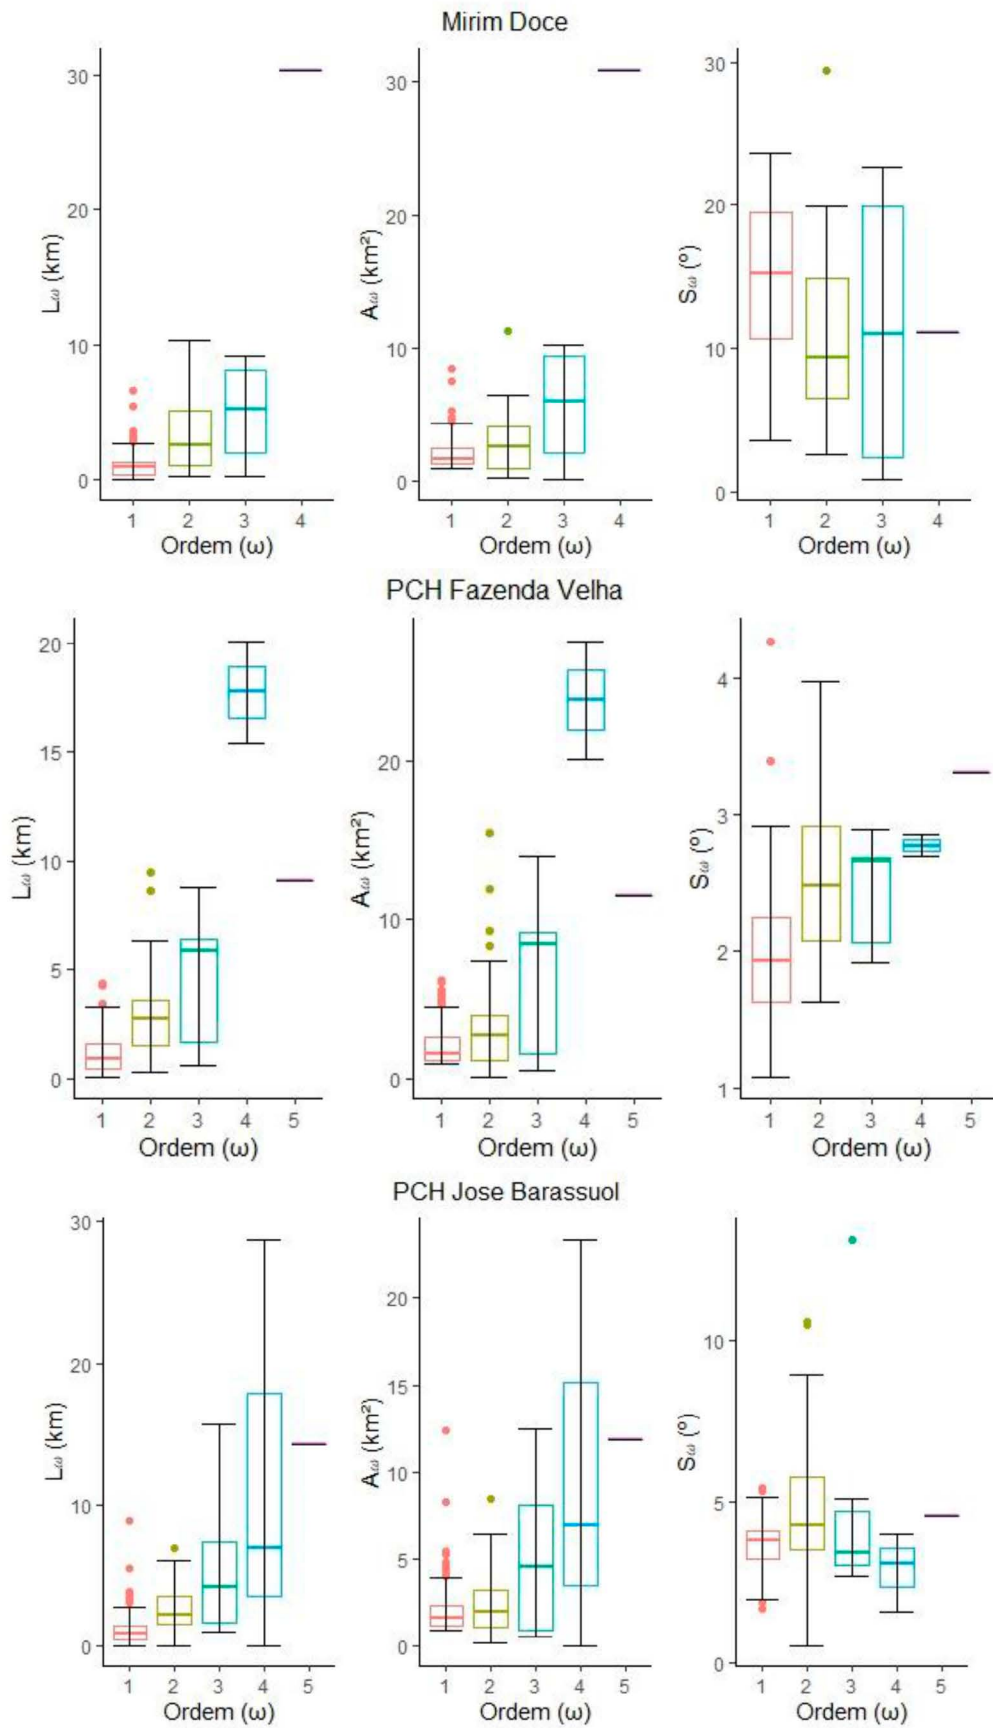 Mirim Doce
Lω (km)
30
20
10
0
1 2 3 4
Ordem (ω)
Aω (km²)
30
20
10
0
1 2 3 4
Ordem (ω)
Sω (º)
30
20
10
0
1 2 3 4
Ordem (ω)
PCH Fazenda Velha
Lω (km)
20
15
10
5
0
1 2 3 4 5
Ordem (ω)
Aω (km²)
20
10
0
1 2 3 4 5
Ordem (ω)
Sω (º)
4
3
2
1
1 2 3 4 5
Ordem (ω)
PCH Jose Barassuol
Lω (km)
30
20
10
0
1 2 3 4 5
Ordem (ω)
Aω (km²)
20
15
10
5
0
1 2 3 4 5
Ordem (ω)
Sω (º)
10
5
0
1 2 3 4 5
Ordem (ω)